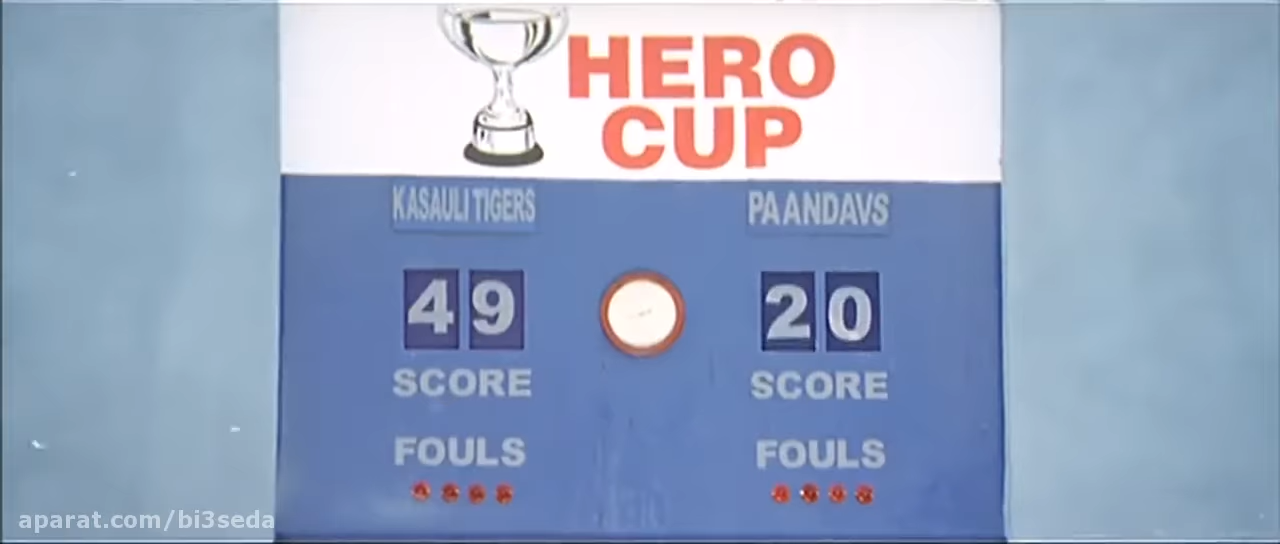 HERO
CUP
KASAULI TIGERS
PAANDAVS
49
20
SCORE
SCORE
FOULS
FOULS
aparat.com/bi3seda